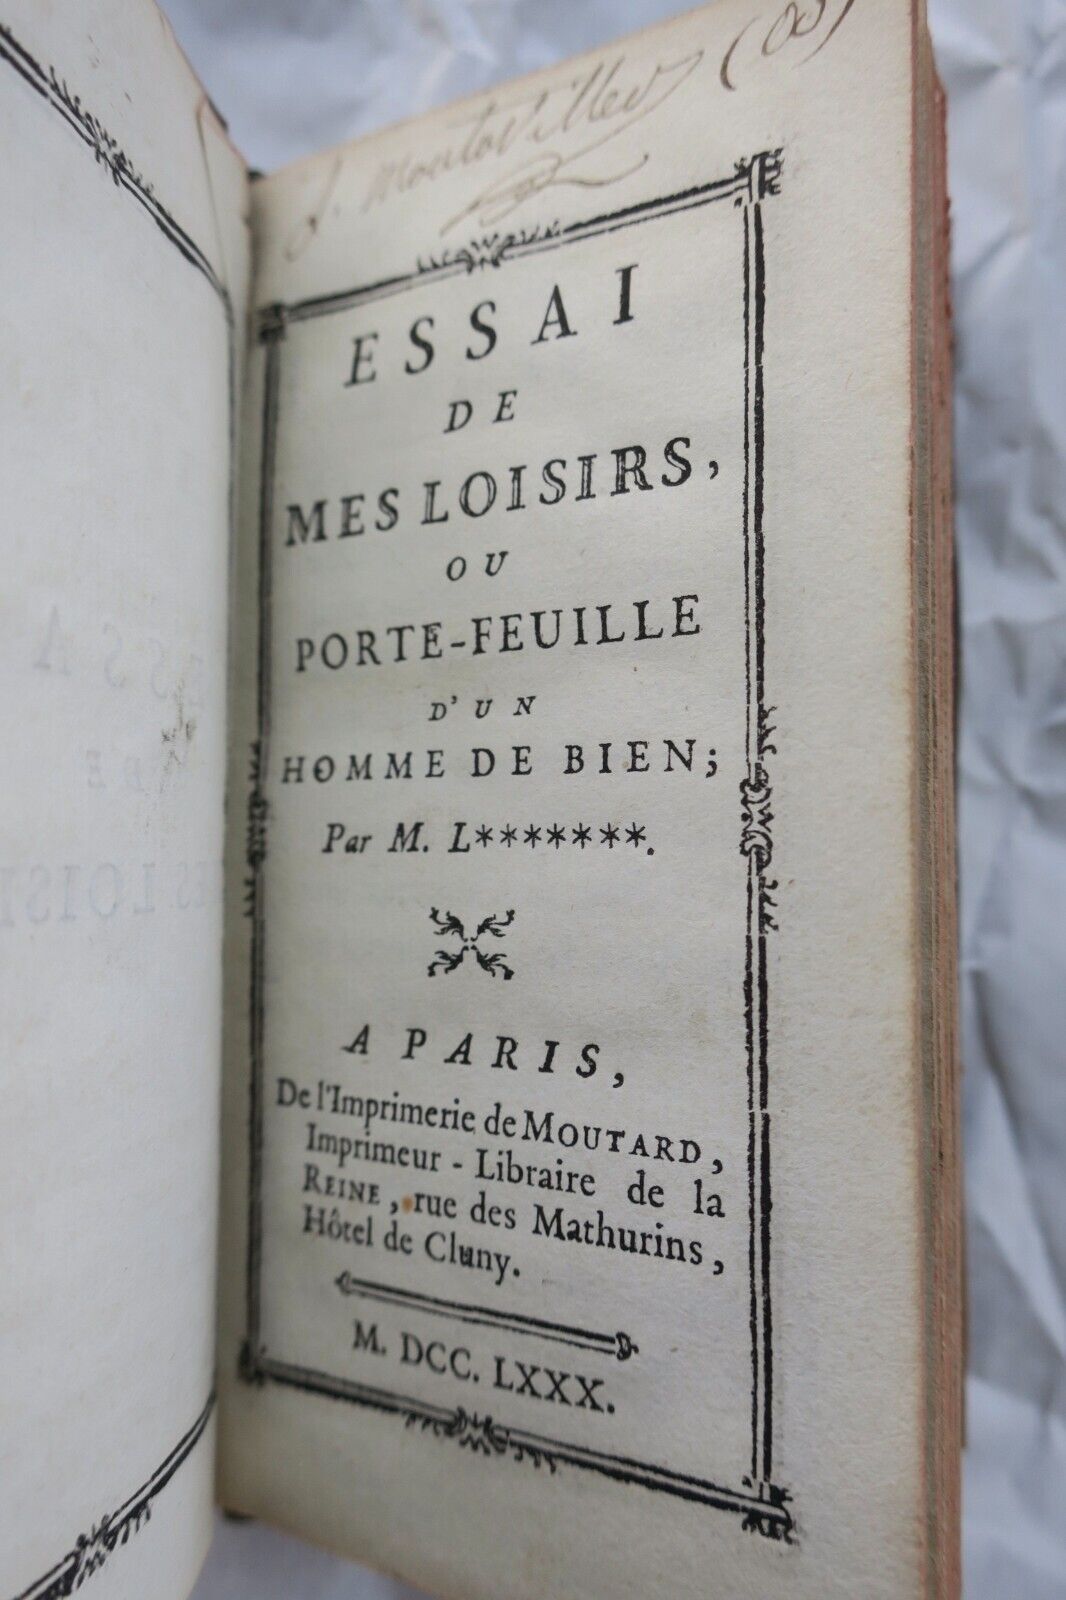 ESSAI
DE
MES LOISIRS,
OU
PORTE-FEUILLE
D'UN
HOMME DE BIEN;
Par M. L*******.
A PARIS,
De l'Imprimerie de MOUTARD,
Imprimeur - Libraire de la
REINE, rue des Mathurins,
Hôtel de Cluny.
M. DCC. LXXX.